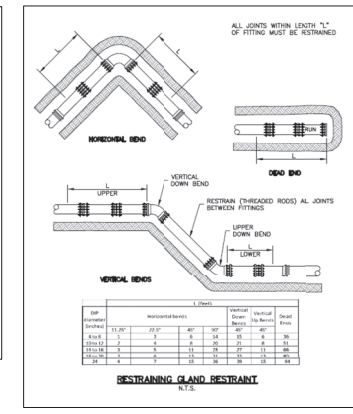 ALL JOINTS WITHIN LENGTH "L"
OF FITTING MUST BE RESTRAINED
L
L
HORIZONTAL BEND
RUN
L
DEAD END
VERTICAL
DOWN BEND
L
UPPER
RESTRAIN (THREADED RODS) AL JOINTS
BETWEEN FITTINGS
UPPER
DOWN BEND
L
LOWER
VERTICAL BENDS
L (Feet)
DIP diameter (inches) Horizontal bends Vertical Down Bends Vertical Up Bends Dead Ends
11.25° 22.5° 45° 90° 45° 45°
4 to 8 1 3 6 14 15 6 36
10 to 12 2 4 8 20 21 8 51
14 to 16 3 5 11 25 27 11 66
24 4 7 15 36 39 15
RESTRAINING GLAND RESTRAINT
N.T.S.